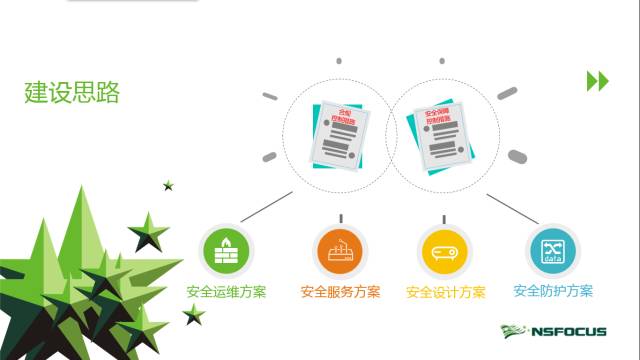 建设思路
合规
控制措施
安全保障
控制措施
data
安全运维方案
安全服务方案
安全设计方案
安全防护方案
NSFOCUS